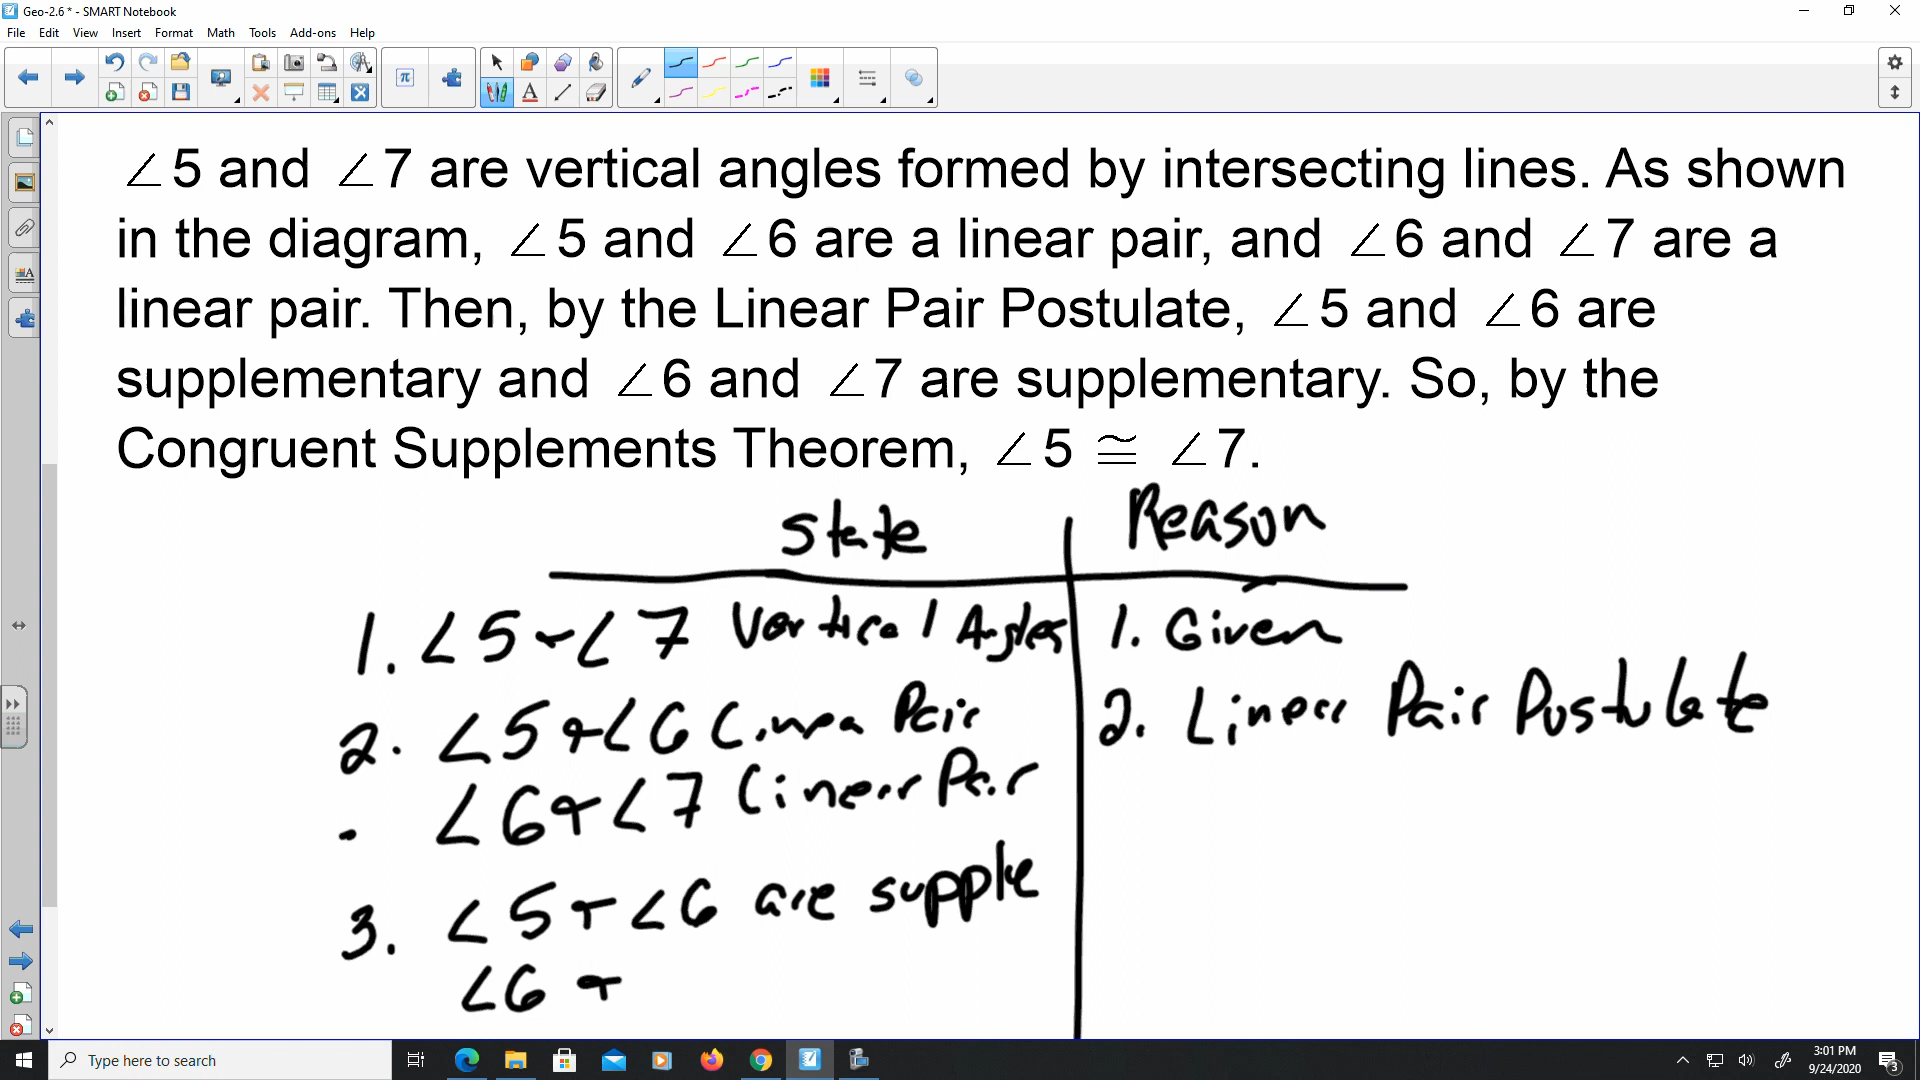 Geo-2.6 * - SMART Notebook
File Edit View Insert Format Math Tools Add-ons Help
∠5 and ∠7 are vertical angles formed by intersecting lines. As shown
in the diagram, ∠5 and ∠6 are a linear pair, and ∠6 and ∠7 are a
linear pair. Then, by the Linear Pair Postulate, ∠5 and ∠6 are
supplementary and ∠6 and ∠7 are supplementary. So, by the
Congruent Supplements Theorem, ∠5 ≅ ∠7.
State Reason
1. ∠5 + ∠7 Vertical Angles 1. Given
2. ∠5 + ∠6 Linea Pair 2. Linear Pair Postulate
∠6 + ∠7 Linear Pair
3. ∠5 + ∠6 are supple
∠6 +
Type here to search
3:01 PM
9/24/2020
3